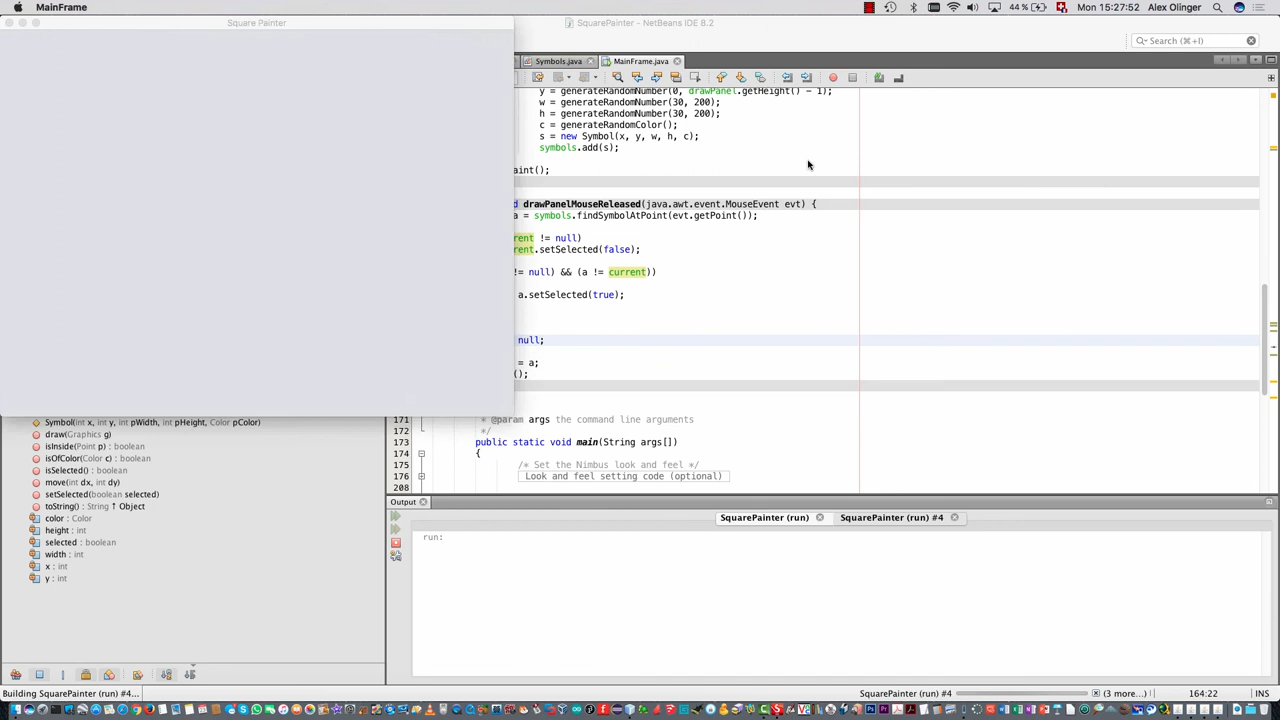 MainFrame
44 %
Mon 15:27:52
Alex Olinger
Square Painter
SquarePainter - NetBeans IDE 8.2
Search (⌘+I)
Symbols.java
MainFrame.java
y = generateRandomNumber(0, drawPanel.getHeight() - 1);
w = generateRandomNumber(30, 200);
h = generateRandomNumber(30, 200);
c = generateRandomColor();
s = new Symbol(x, y, w, h, c);
symbols.add(s);
aint();
d drawPanelMouseReleased(java.awt.event.MouseEvent evt) {
a = symbols.findSymbolAtPoint(evt.getPoint());
rent != null)
rent.setSelected(false);
!= null) && (a != current))
a.setSelected(true);
null;
= a;
();
Symbol(int x, int y, int pWidth, int pHeight, Color pColor)
draw(Graphics g)
isInside(Point p) : boolean
isOfColor(Color c) : boolean
isSelected() : boolean
move(int dx, int dy)
setSelected(boolean selected)
toString() : String ↑ Object
color : Color
height : int
selected : boolean
width : int
x : int
y : int
171 * @param args the command line arguments
172 */
173 public static void main(String args[])
174 {
175 /* Set the Nimbus look and feel */
176 Look and feel setting code (optional)
208
Output
SquarePainter (run)
SquarePainter (run) #4
run:
Building SquarePainter (run) #4...
SquarePainter (run) #4
(3 more...)
164:22
INS